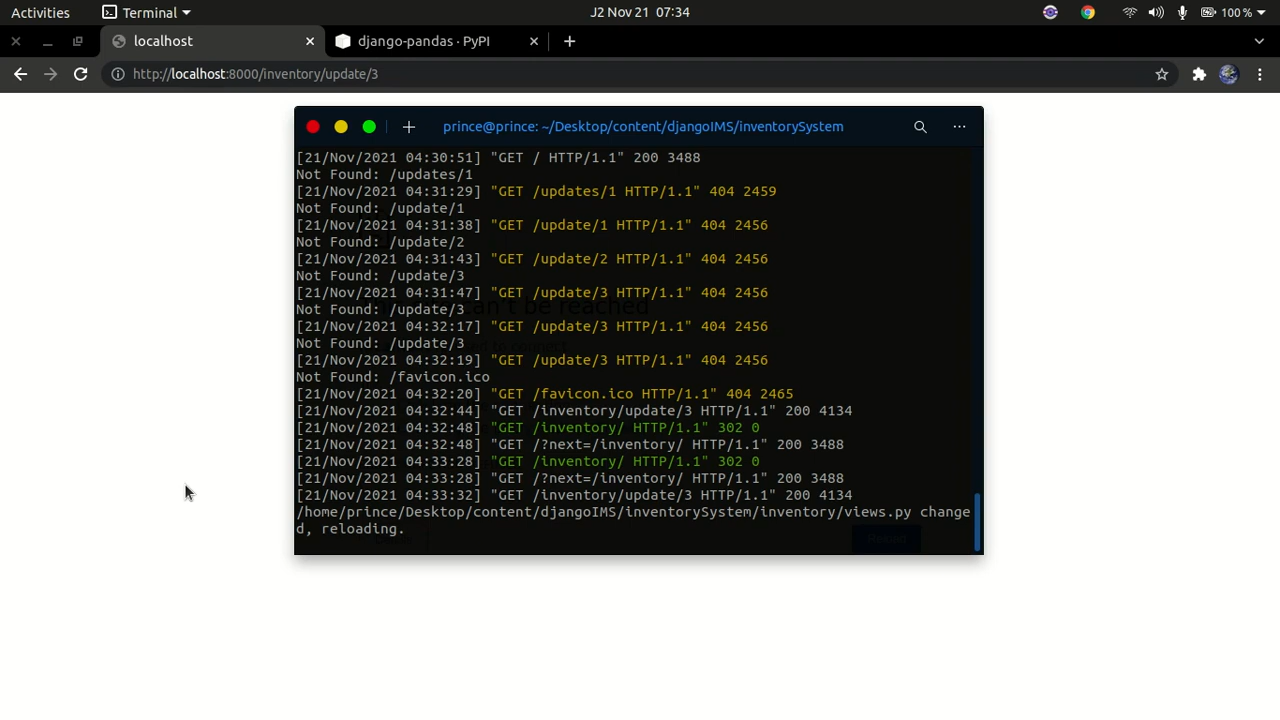 Activities
Terminal
J2 Nov 21 07:34
100 %
localhost
django-pandas · PyPI
http://localhost:8000/inventory/update/3
prince@prince: ~/Desktop/content/djangoIMS/inventorySystem
[21/Nov/2021 04:30:51] "GET / HTTP/1.1" 200 3488
Not Found: /updates/1
[21/Nov/2021 04:31:29] "GET /updates/1 HTTP/1.1" 404 2459
Not Found: /update/1
[21/Nov/2021 04:31:38] "GET /update/1 HTTP/1.1" 404 2456
Not Found: /update/2
[21/Nov/2021 04:31:43] "GET /update/2 HTTP/1.1" 404 2456
Not Found: /update/3
[21/Nov/2021 04:31:47] "GET /update/3 HTTP/1.1" 404 2456
Not Found: /update/3
[21/Nov/2021 04:32:17] "GET /update/3 HTTP/1.1" 404 2456
Not Found: /update/3
[21/Nov/2021 04:32:19] "GET /update/3 HTTP/1.1" 404 2456
Not Found: /favicon.ico
[21/Nov/2021 04:32:20] "GET /favicon.ico HTTP/1.1" 404 2465
[21/Nov/2021 04:32:44] "GET /inventory/update/3 HTTP/1.1" 200 4134
[21/Nov/2021 04:32:48] "GET /inventory/ HTTP/1.1" 302 0
[21/Nov/2021 04:32:48] "GET /?next=/inventory/ HTTP/1.1" 200 3488
[21/Nov/2021 04:33:28] "GET /inventory/ HTTP/1.1" 302 0
[21/Nov/2021 04:33:28] "GET /?next=/inventory/ HTTP/1.1" 200 3488
[21/Nov/2021 04:33:32] "GET /inventory/update/3 HTTP/1.1" 200 4134
/home/prince/Desktop/content/djangoIMS/inventorySystem/inventory/views.py change
d, reloading.
can't be reached